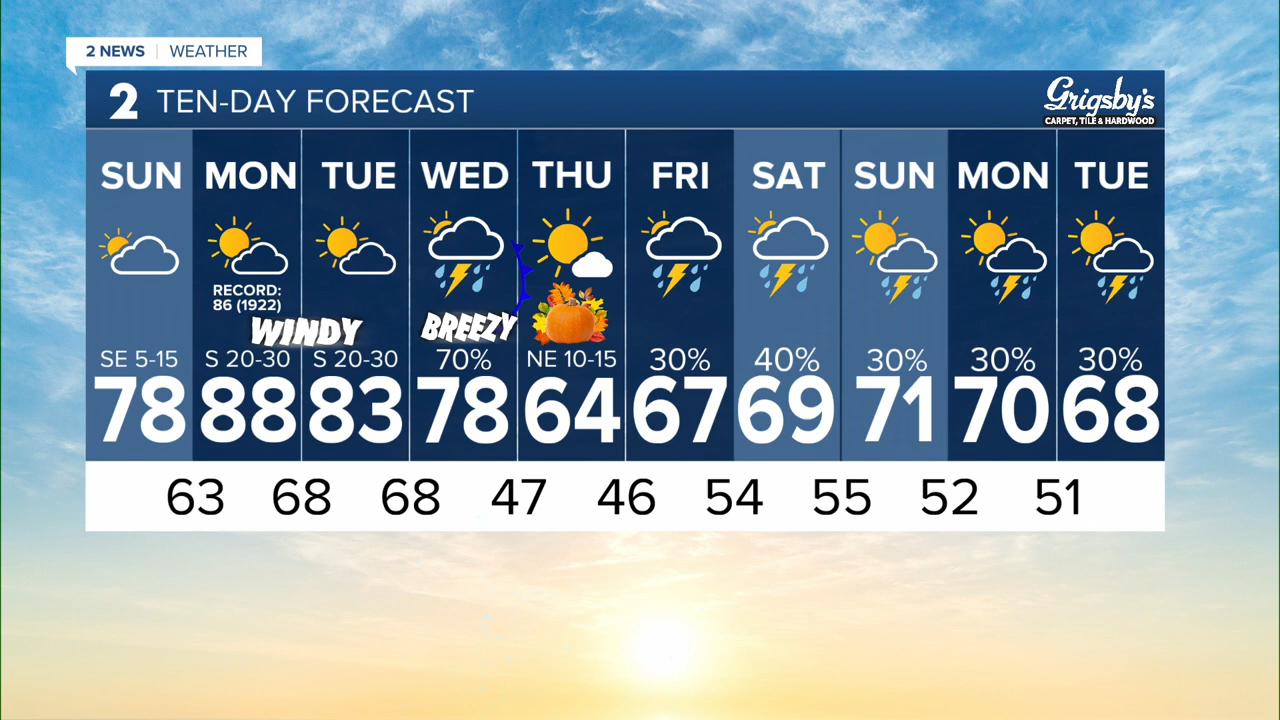 2 NEWS | WEATHER
2 TEN-DAY FORECAST
Grigsby's
CARPET, TILE & HARDWOOD
SUN MON TUE WED THU FRI SAT SUN MON TUE
RECORD:
86 (1922)
WINDY BREEZY
SE 5-15 S 20-30 S 20-30 70% NE 10-15 30% 40% 30% 30% 30%
78 88 83 78 64 67 69 71 70 68
63 68 68 47 46 54 55 52 51